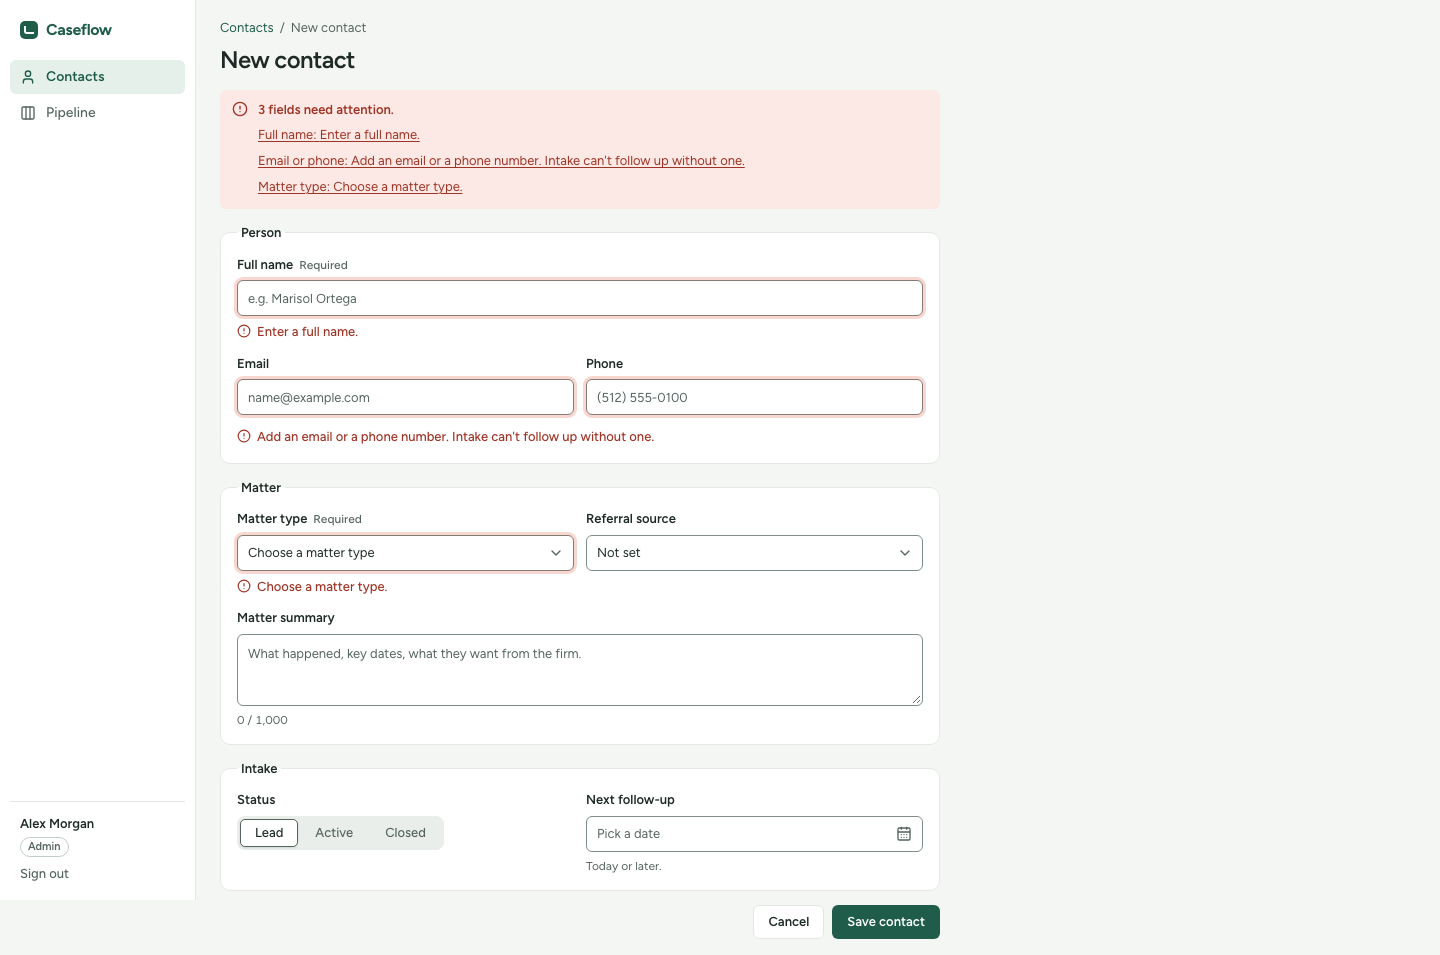 Caseflow
Contacts
Pipeline
Alex Morgan
Admin
Sign out
Contacts / New contact
New contact
3 fields need attention.
Full name: Enter a full name.
Email or phone: Add an email or a phone number. Intake can't follow up without one.
Matter type: Choose a matter type.
Person
Full name Required
e.g. Marisol Ortega
Enter a full name.
Email Phone
name@example.com (512) 555-0100
Add an email or a phone number. Intake can't follow up without one.
Matter
Matter type Required Referral source
Choose a matter type Not set
Choose a matter type.
Matter summary
What happened, key dates, what they want from the firm.
0 / 1,000
Intake
Status Next follow-up
Lead Active Closed Pick a date
Today or later.
Cancel Save contact